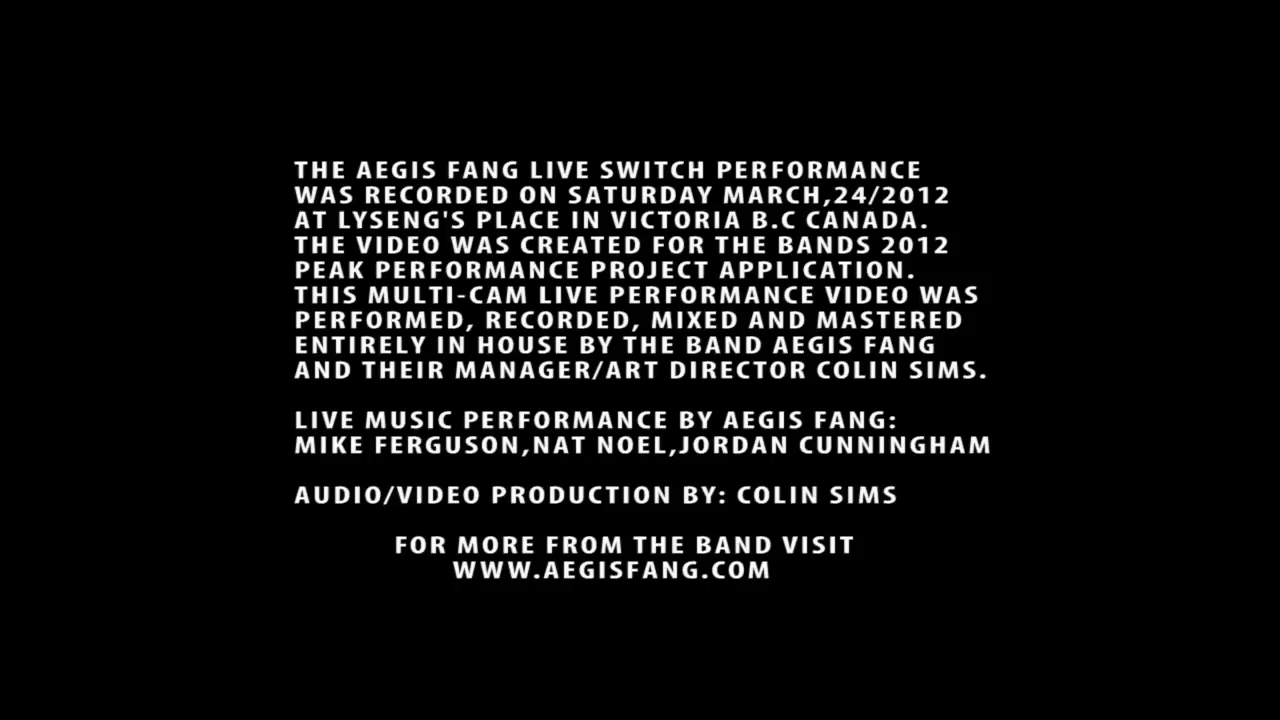 THE AEGIS FANG LIVE SWITCH PERFORMANCE
WAS RECORDED ON SATURDAY MARCH,24/2012
AT LYSENG'S PLACE IN VICTORIA B.C CANADA.
THE VIDEO WAS CREATED FOR THE BANDS 2012
PEAK PERFORMANCE PROJECT APPLICATION.
THIS MULTI-CAM LIVE PERFORMANCE VIDEO WAS
PERFORMED, RECORDED, MIXED AND MASTERED
ENTIRELY IN HOUSE BY THE BAND AEGIS FANG
AND THEIR MANAGER/ART DIRECTOR COLIN SIMS.
LIVE MUSIC PERFORMANCE BY AEGIS FANG:
MIKE FERGUSON,NAT NOEL,JORDAN CUNNINGHAM
AUDIO/VIDEO PRODUCTION BY: COLIN SIMS
FOR MORE FROM THE BAND VISIT
WWW.AEGISFANG.COM